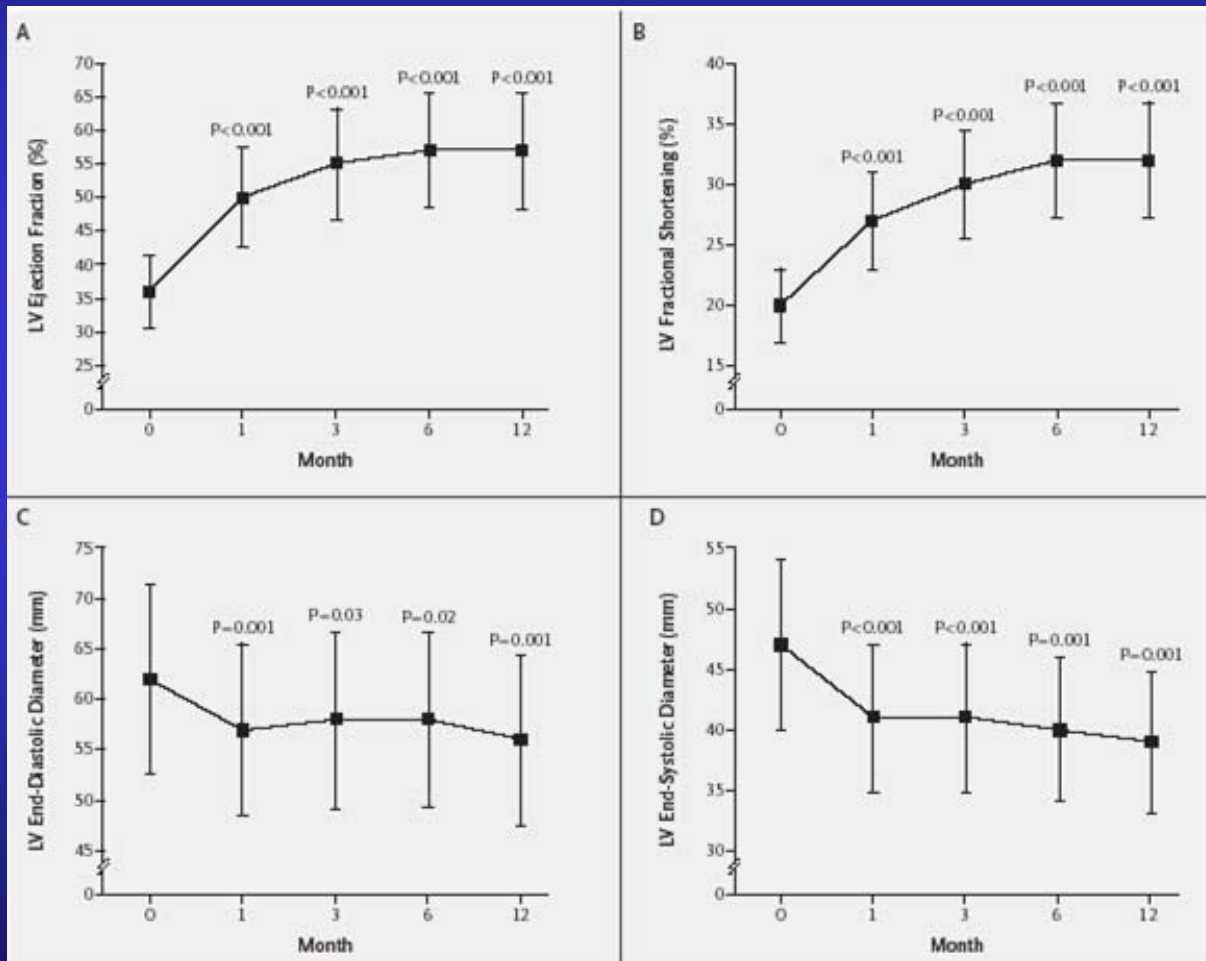 A
LV Ejection Fraction (%)
70
65
60
55
50
45
40
35
30
25
0
P<0.001
P<0.001
P<0.001
P<0.001
0 1 3 6 12
Month
B
LV Fractional Shortening (%)
40
35
30
25
20
15
0
P<0.001
P<0.001
P<0.001
P<0.001
0 1 3 6 12
Month
C
LV End-Diastolic Diameter (mm)
75
70
65
60
55
50
45
0
P=0.001
P=0.03
P=0.02
P=0.001
0 1 3 6 12
Month
D
LV End-Systolic Diameter (mm)
55
50
45
40
35
30
0
P<0.001
P<0.001
P=0.001
P=0.001
0 1 3 6 12
Month